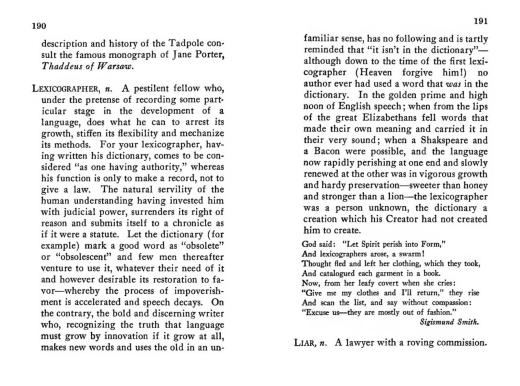 190
description and history of the Tadpole con-
sult the famous monograph of Jane Porter,
Thaddeus of Warsaw.
LEXICOGRAPHER, n. A pestilent fellow who,
under the pretense of recording some part-
icular stage in the development of a
language, does what he can to arrest its
growth, stiffen its flexibility and mechanize
its methods. For your lexicographer, hav-
ing written his dictionary, comes to be con-
sidered "as one having authority," whereas
his function is only to make a record, not to
give a law. The natural servility of the
human understanding having invested him
with judicial power, surrenders its right of
reason and submits itself to a chronicle as
if it were a statute. Let the dictionary (for
example) mark a good word as "obsolete"
or "obsolescent" and few men thereafter
venture to use it, whatever their need of it
and however desirable its restoration to fa-
vor—whereby the process of impoverish-
ment is accelerated and speech decays. On
the contrary, the bold and discerning writer
who, recognizing the truth that language
must grow by innovation if it grow at all,
makes new words and uses the old in an un-
191
familiar sense, has no following and is tartly
reminded that "it isn't in the dictionary"—
although down to the time of the first lexi-
cographer (Heaven forgive him!) no
author ever had used a word that was in the
dictionary. In the golden prime and high
noon of English speech; when from the lips
of the great Elizabethans fell words that
made their own meaning and carried it in
their very sound; when a Shakspeare and
a Bacon were possible, and the language
now rapidly perishing at one end and slowly
renewed at the other was in vigorous growth
and hardy preservation—sweeter than honey
and stronger than a lion—the lexicographer
was a person unknown, the dictionary a
creation which his Creator had not created
him to create.
God said: "Let Spirit perish into Form,"
And lexicographers arose, a swarm!
Thought fled and left her clothing, which they took,
And catalogued each garment in a book.
Now, from her leafy covert when she cries:
"Give me my clothes and I'll return," they rise
And scan the list, and say without compassion:
"Excuse us—they are mostly out of fashion."
Sigismund Smith.
LIAR, n. A lawyer with a roving commission.